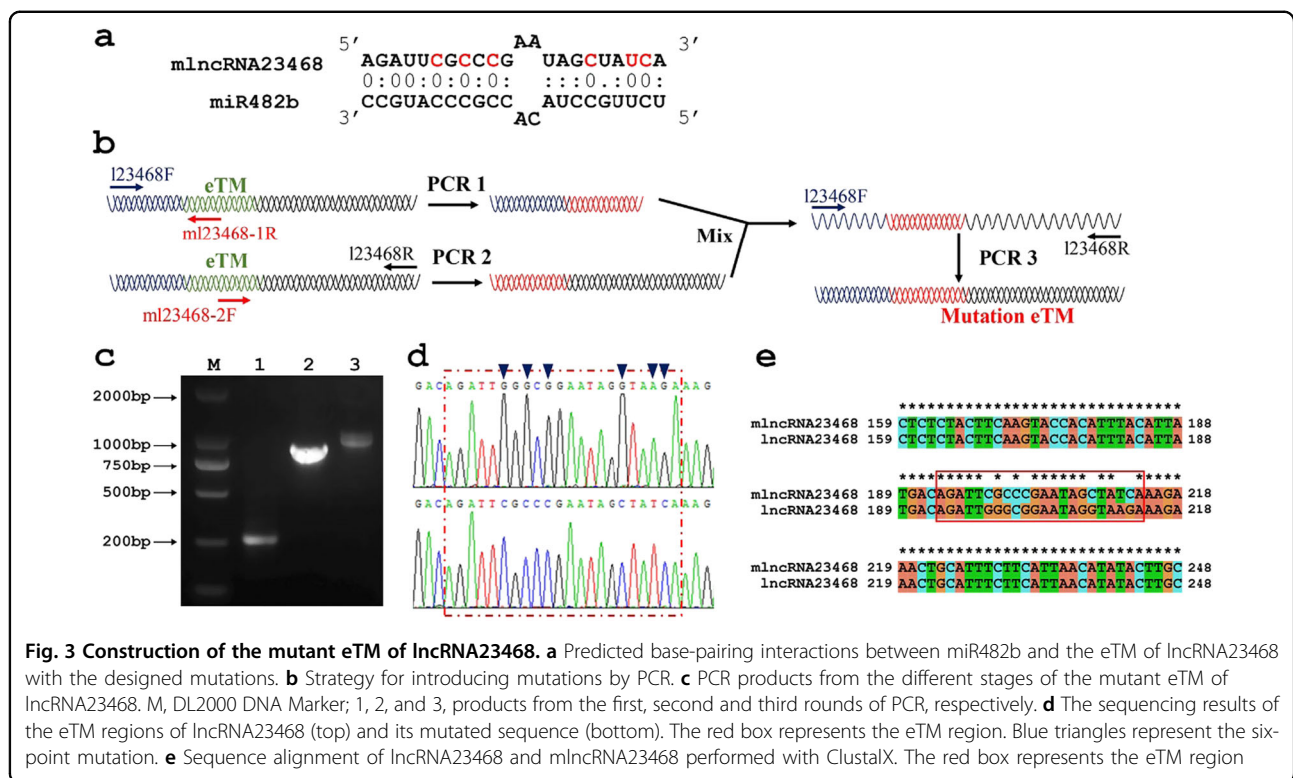 a
5′ AA 3′
mlncRNA23468 AGAUUCGCCCG UAGCUAUCA
0:00:0:0:0: :::0.:00:
miR482b CCGUACCCGCC AUCCGUUCU
3′ AC 5′
b
l23468F
eTM
ml23468-1R
PCR 1
eTM
l23468R
ml23468-2F
PCR 2
Mix
l23468F
l23468R
PCR 3
Mutation eTM
c
M 1 2 3
2000bp
1000bp
750bp
500bp
200bp
d
GACAGATTGGGCGGAATAGGTAAGAAAG
GACAGATTCGCCCGAATAGCTATCAAAG
e
******************************
mlncRNA23468 159 CTCTCTACTTCAAGTACCACATTTACATTA 188
lncRNA23468 159 CTCTCTACTTCAAGTACCACATTTACATTA 188
********* * * ****** ** *****
mlncRNA23468 189 TGACAGATTCGCCCGAATAGCTATCAAAGA 218
lncRNA23468 189 TGACAGATTGGGCGGAATAGGTAAGAAAGA 218
******************************
mlncRNA23468 219 AACTGCATTTCTTCATTAACATATACTTGC 248
lncRNA23468 219 AACTGCATTTCTTCATTAACATATACTTGC 248
Fig. 3 Construction of the mutant eTM of lncRNA23468. a Predicted base-pairing interactions between miR482b and the eTM of lncRNA23468
with the designed mutations. b Strategy for introducing mutations by PCR. c PCR products from the different stages of the mutant eTM of
lncRNA23468. M, DL2000 DNA Marker; 1, 2, and 3, products from the first, second and third rounds of PCR, respectively. d The sequencing results of
the eTM regions of lncRNA23468 (top) and its mutated sequence (bottom). The red box represents the eTM region. Blue triangles represent the six-
point mutation. e Sequence alignment of lncRNA23468 and mlncRNA23468 performed with ClustalX. The red box represents the eTM region